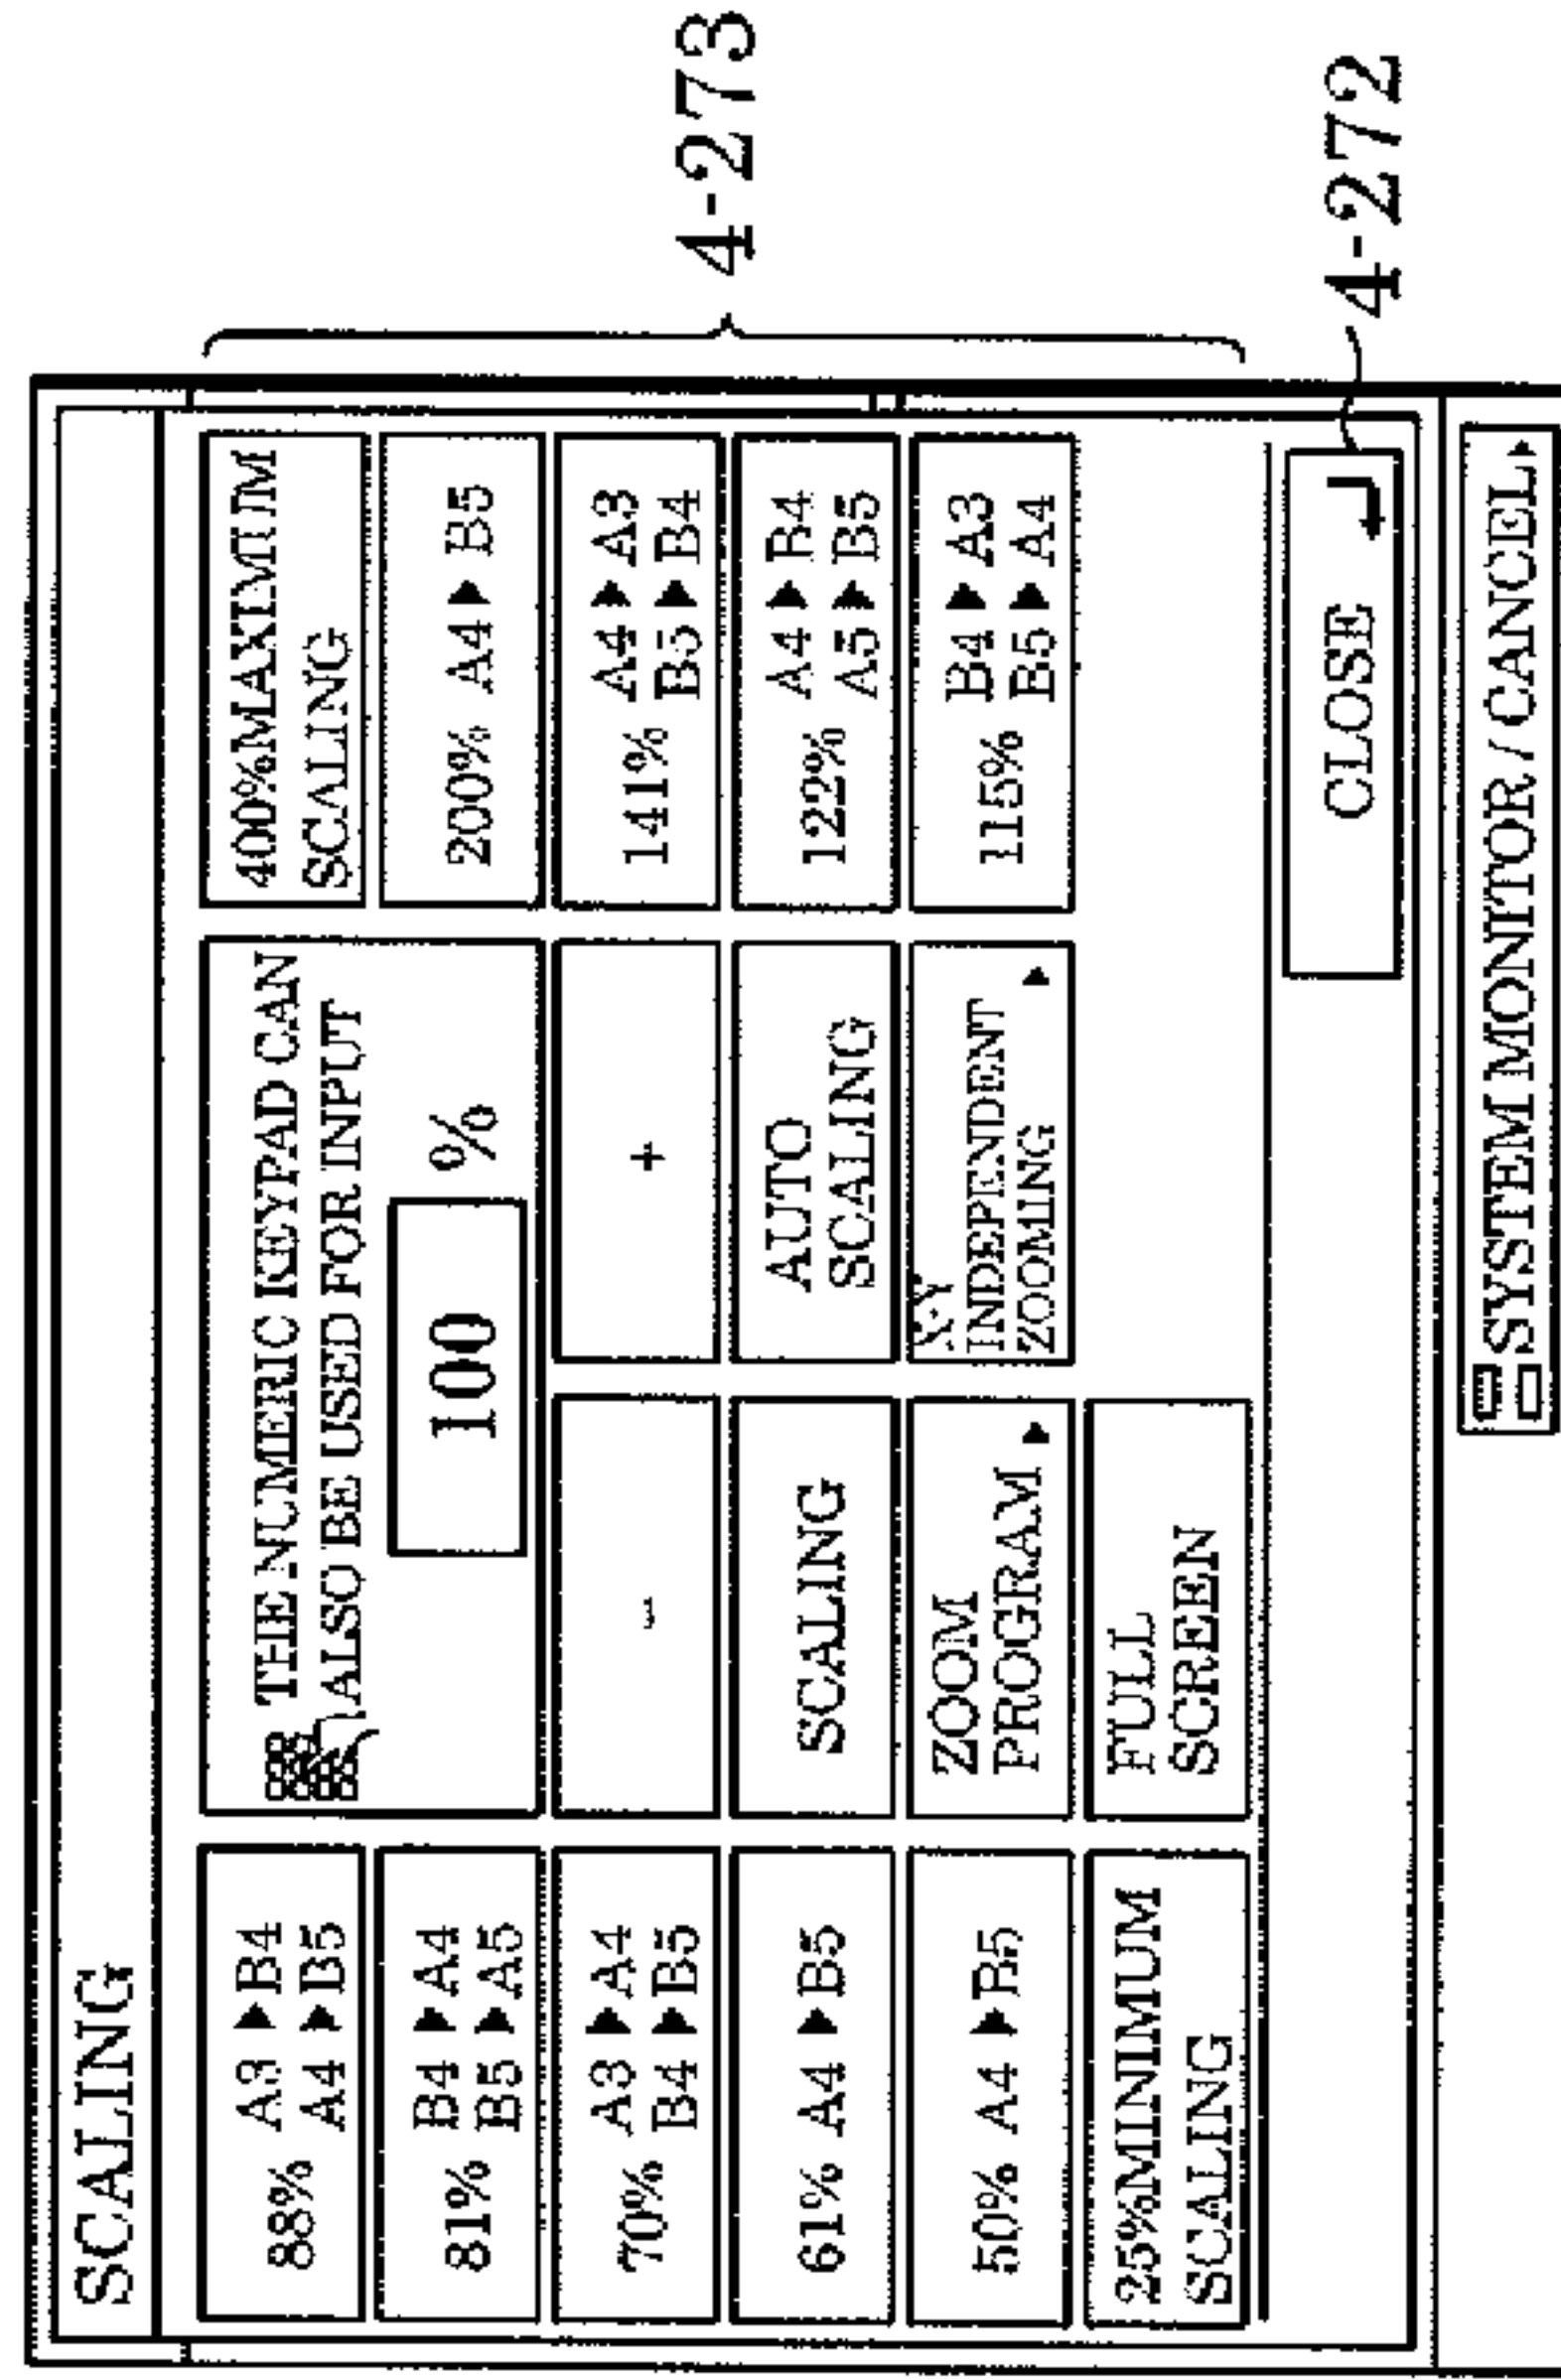 SCALING
88% A3 ▶ B4
A4 ▶ B5
81% B4 ▶ A4
B5 ▶ A5
70% A3 ▶ A4
B4 ▶ B5
61% A4 ▶ B5
50% A4 ▶ B5
25%MINIMUM
SCALING
THE NUMERIC KEYPAD CAN
ALSO BE USED FOR INPUT
100 %
-
+
SCALING
AUTO
SCALING
ZOOM
PROGRAM ▶
X-Y
INDEPENDENT
ZOOMING ▶
FULL
SCREEN
400%MAXIMUM
SCALING
200% A4 ▶ B5
141% A4 ▶ A3
B5 ▶ B4
122% A4 ▶ B4
A5 ▶ B5
115% B4 ▶ A3
B5 ▶ A4
CLOSE
SYSTEM MONITOR / CANCEL▶
4-273
4-272